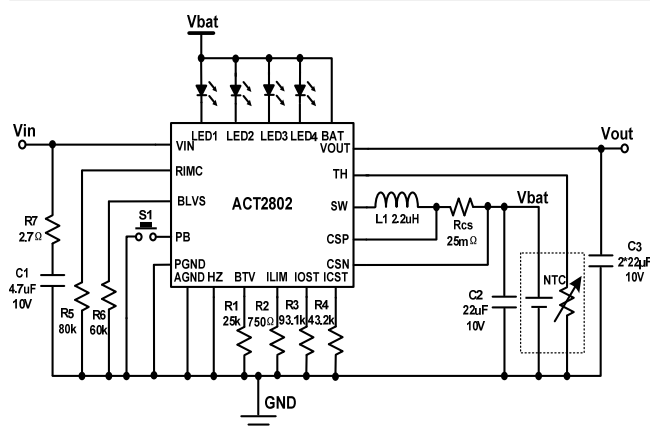 Vbat
LED1 LED2 LED3 LED4 BAT
Vin
VIN
VOUT
Vout
RIMC
TH
BLVS
ACT2802
SW
L1 2.2uH
Rcs
25mΩ
Vbat
S1
PB
CSP
R7
2.7Ω
PGND
CSN
C1
4.7uF
10V
AGND HZ BTV ILIM IOST ICST
NTC
C3
2*22µF
10V
R5
80k
R6
60k
R1
25k
R2
750Ω
R3
93.1k
R4
43.2k
C2
22uF
10V
GND